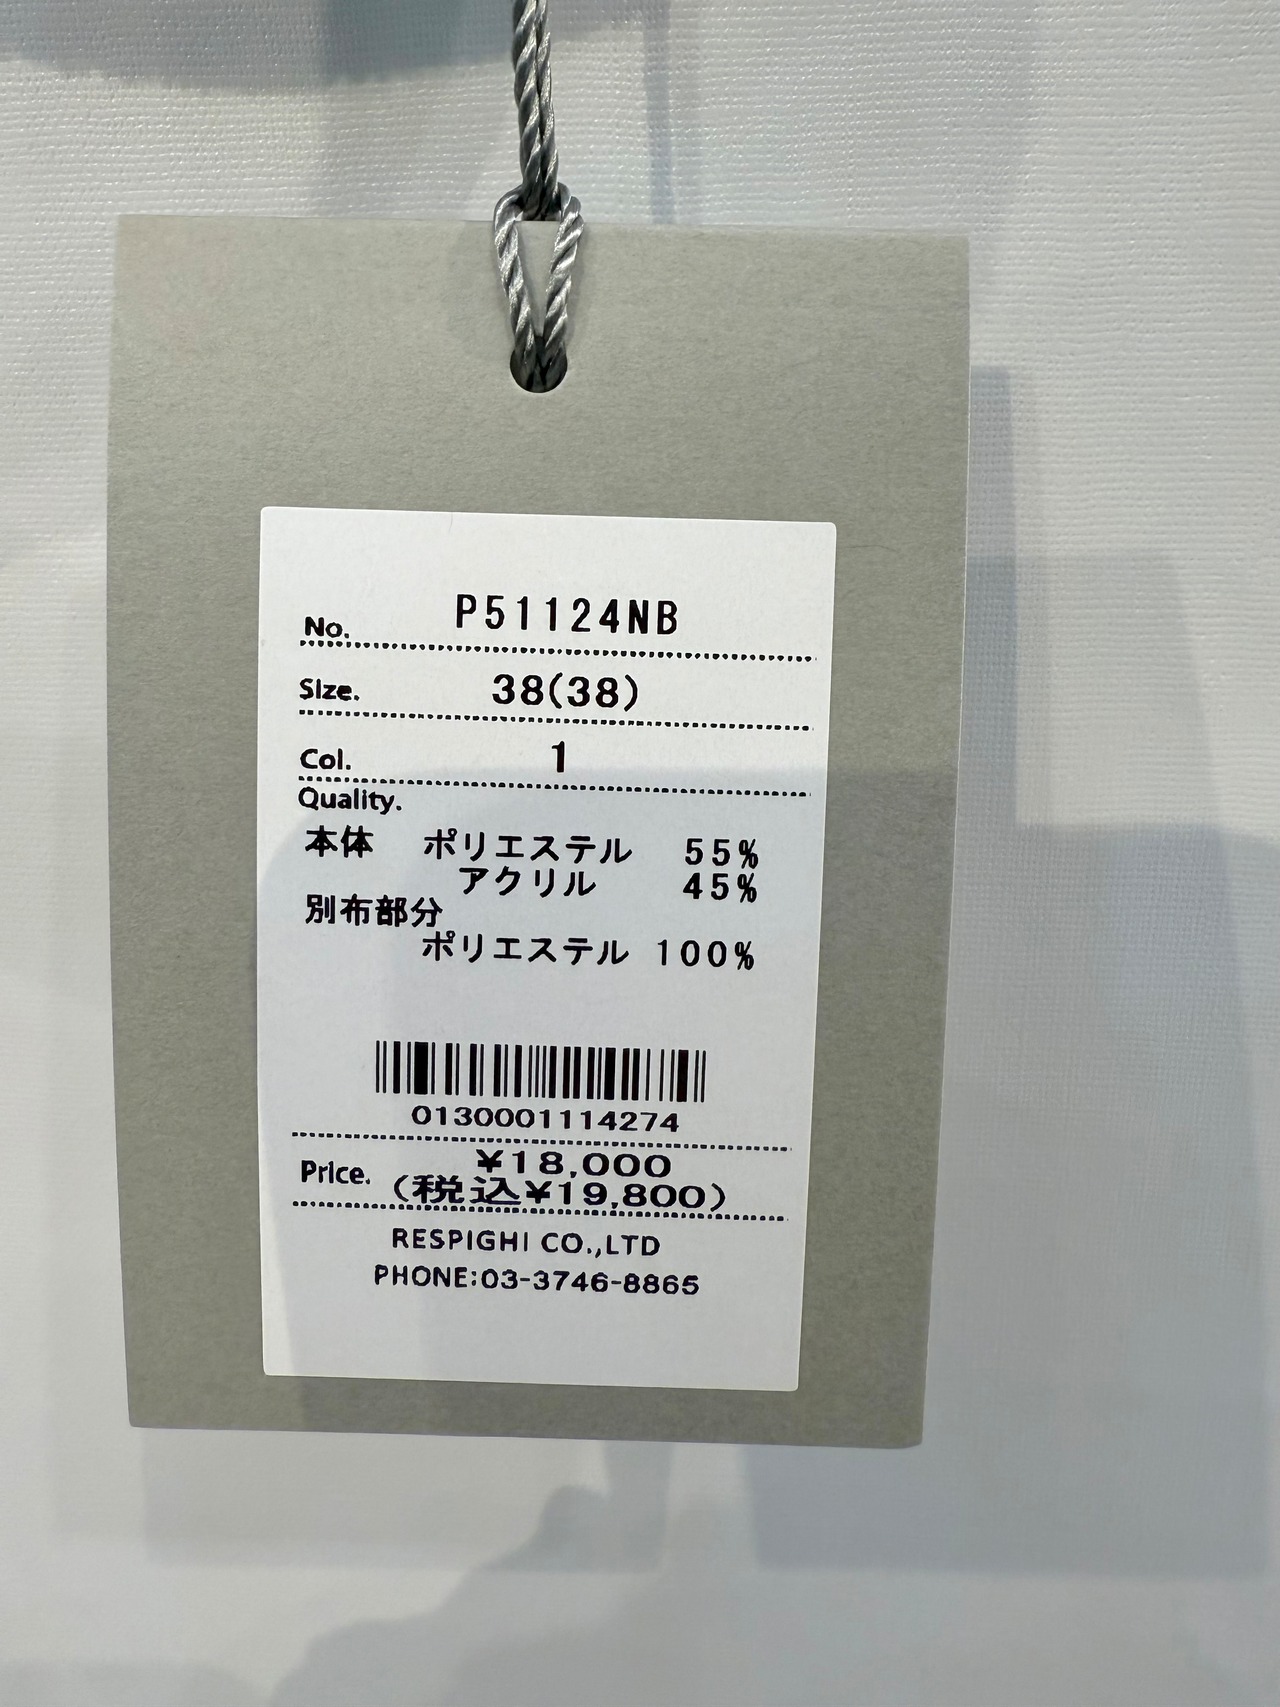 No. P51124NB
Size. 38(38)
Col. 1
Quality.
本体 ポリエステル 55%
アクリル 45%
別布部分
ポリエステル 100%
0130001114274
¥18,000
Price. (税込¥19,800)
RESPIGHI CO.,LTD
PHONE:03-3746-8865